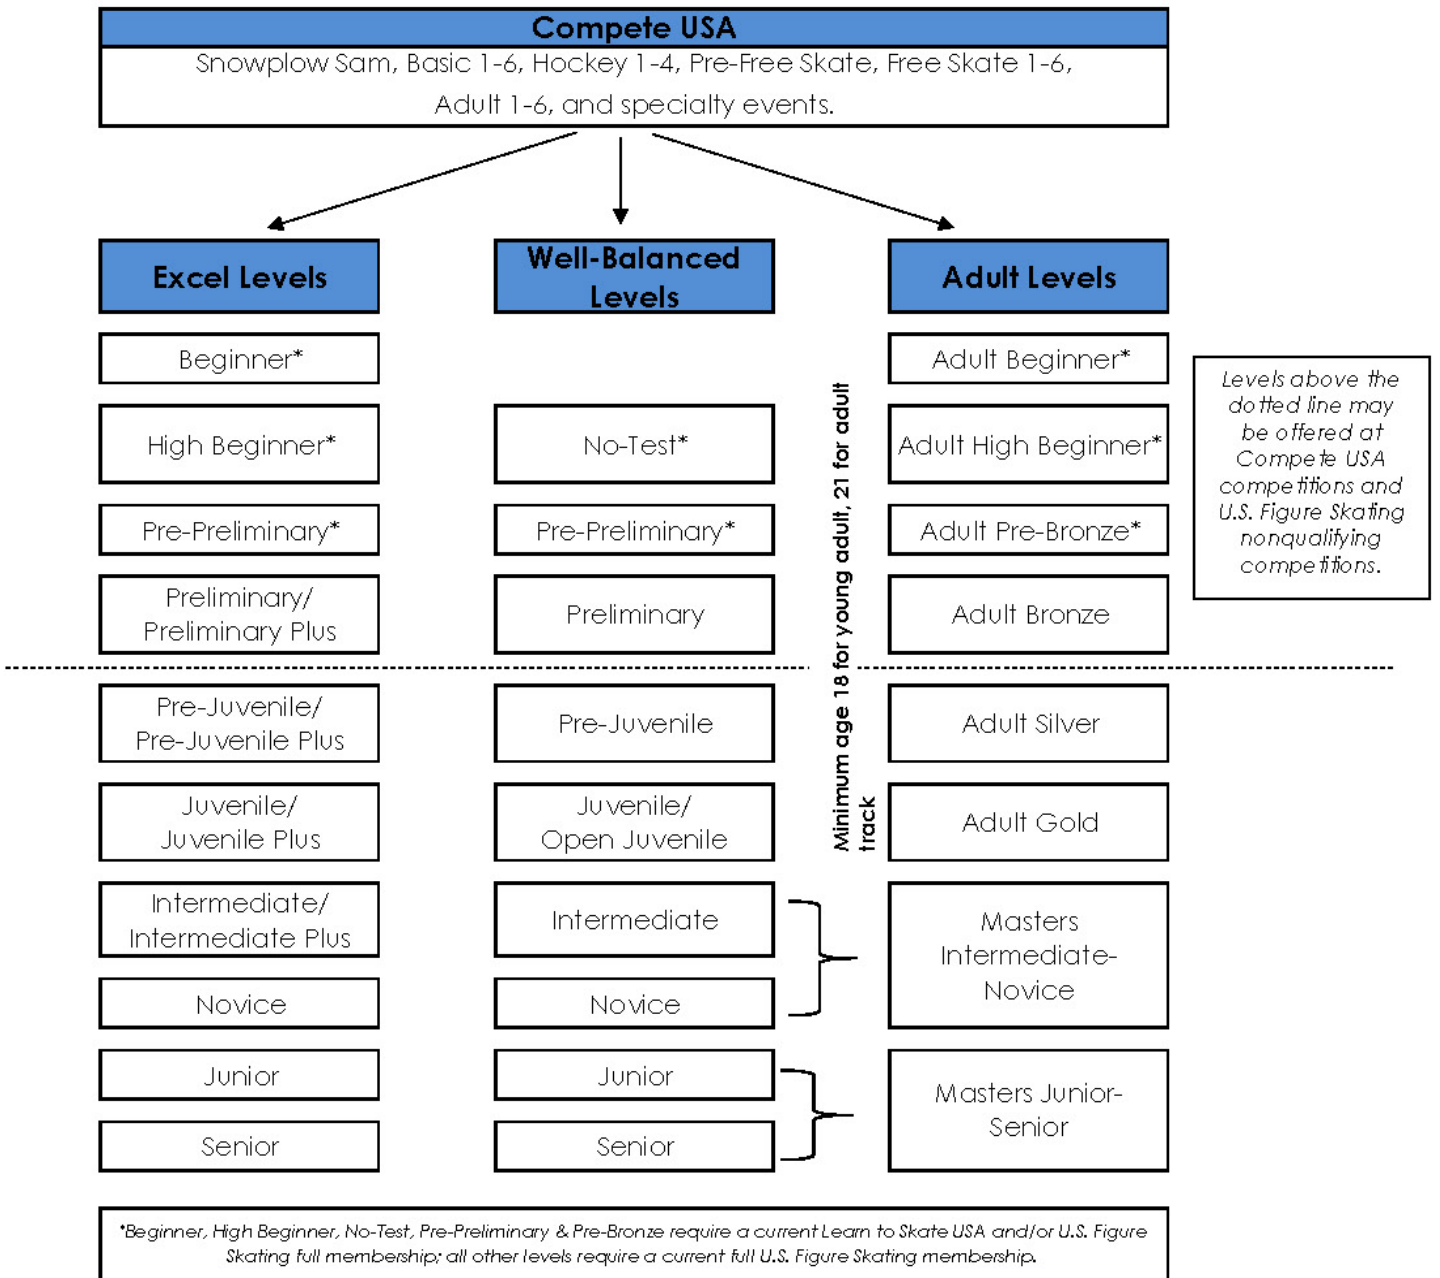 Compete USA
Snowplow Sam, Basic 1-6, Hockey 1-4, Pre-Free Skate, Free Skate 1-6,
Adult 1-6, and specialty events.
Excel Levels
Beginner*
High Beginner*
Pre-Preliminary*
Preliminary/
Preliminary Plus
Pre-Juvenile/
Pre-Juvenile Plus
Juvenile/
Juvenile Plus
Intermediate/
Intermediate Plus
Novice
Junior
Senior
Well-Balanced
Levels
No-Test*
Pre-Preliminary*
Preliminary
Pre-Juvenile
Juvenile/
Open Juvenile
Intermediate
Novice
Junior
Senior
Minimum age 18 for young adult, 21 for adult
track
Adult Levels
Adult Beginner*
Adult High Beginner*
Adult Pre-Bronze*
Adult Bronze
Adult Silver
Adult Gold
Masters
Intermediate-
Novice
Masters Junior-
Senior
Levels above the
dotted line may
be offered at
Compete USA
competitions and
U.S. Figure Skating
nonqualifying
competitions.
*Beginner, High Beginner, No-Test, Pre-Preliminary & Pre-Bronze require a current Learn to Skate USA and/or U.S. Figure
Skating full membership; all other levels require a current full U.S. Figure Skating membership.